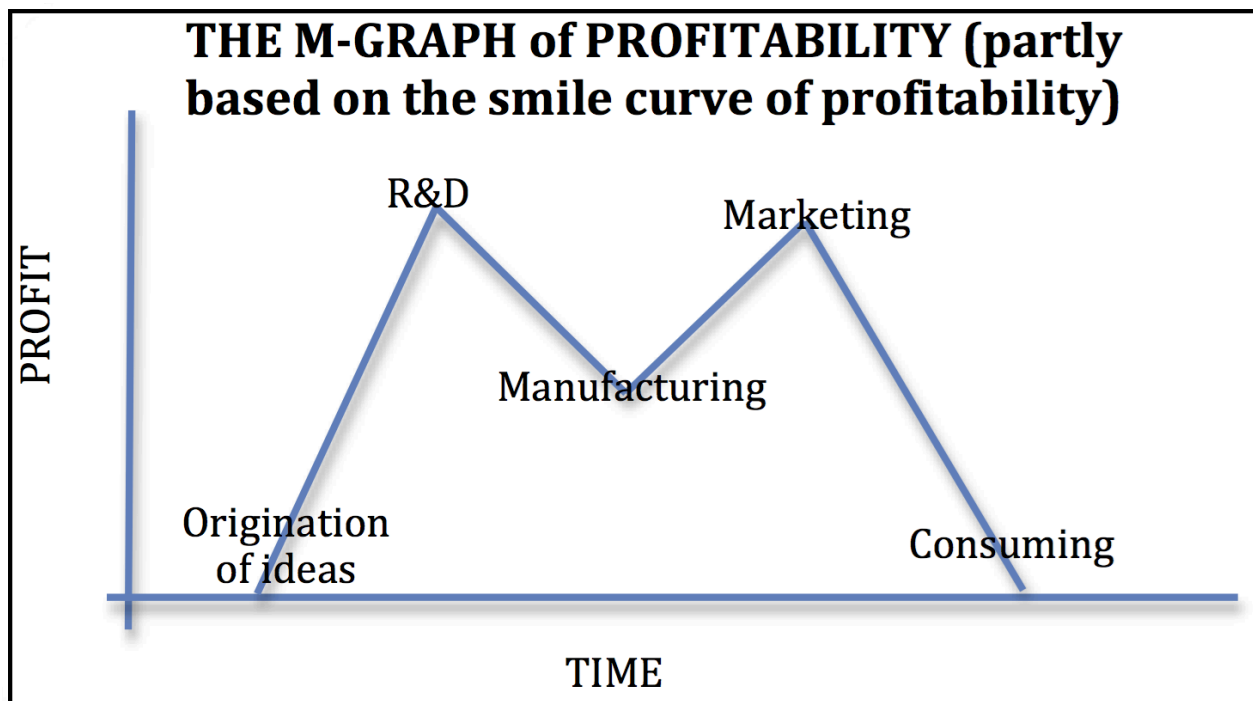 THE M-GRAPH of PROFITABILITY (partly
based on the smile curve of profitability)
R&D
Marketing
PROFIT
Manufacturing
Origination
of ideas
Consuming
TIME